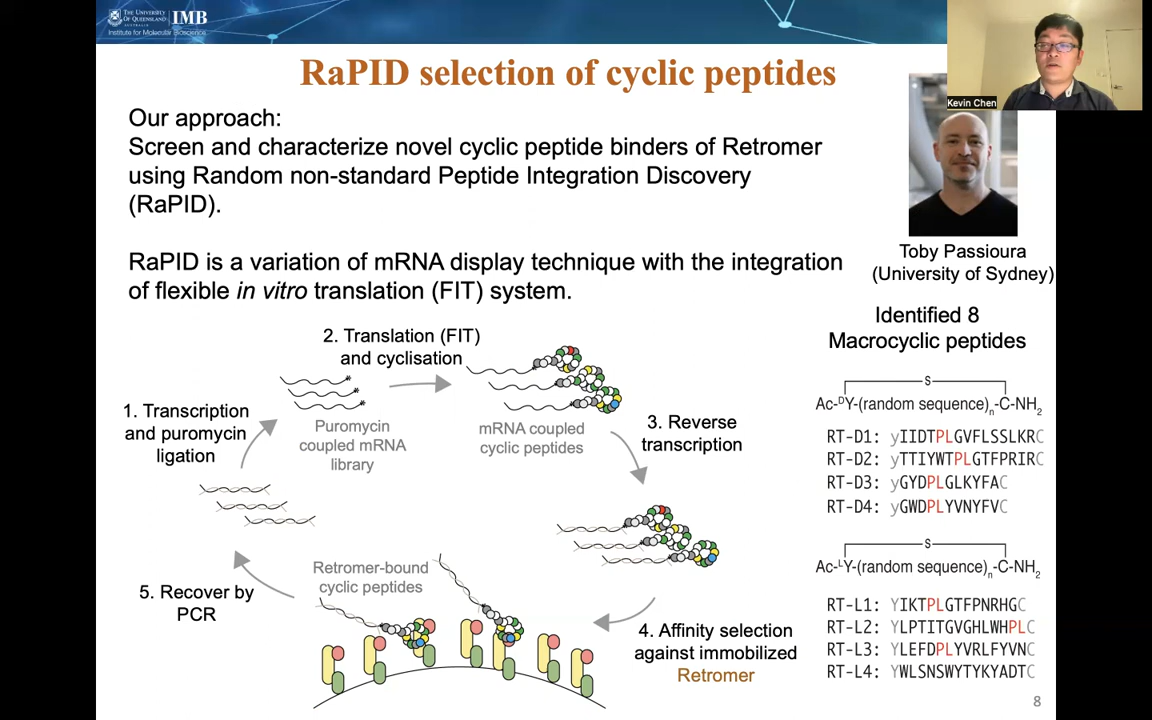 THE UNIVERSITY
OF QUEENSLAND
AUSTRALIA
IMB
Institute for Molecular Bioscience
Kevin Chen
RaPID selection of cyclic peptides
Our approach:
Screen and characterize novel cyclic peptide binders of Retromer
using Random non-standard Peptide Integration Discovery
(RaPID).
RaPID is a variation of mRNA display technique with the integration
of flexible in vitro translation (FIT) system.
Toby Passioura
(University of Sydney)
1. Transcription
and puromycin
ligation
2. Translation (FIT)
and cyclisation
Puromycin
coupled mRNA
library
mRNA coupled
cyclic peptides
3. Reverse
transcription
4. Affinity selection
against immobilized
Retromer
Retromer-bound
cyclic peptides
5. Recover by
PCR
Identified 8
Macrocyclic peptides
S
Ac-ᴰY-(random sequence)ₙ-C-NH₂
RT-D1: yIIDTPLGVFLSSLKRC
RT-D2: yTTIYWTPLGTFPRIRC
RT-D3: yGYDPLGLKYFAC
RT-D4: yGWDPLYVNYFVC
S
Ac-ᴸY-(random sequence)ₙ-C-NH₂
RT-L1: YIKTPLGTFPNRHGC
RT-L2: YLPTITGVGHLWHPLC
RT-L3: YLEFDPLYVRLFYVNC
RT-L4: YWLSNSWYTYKYADTC
8